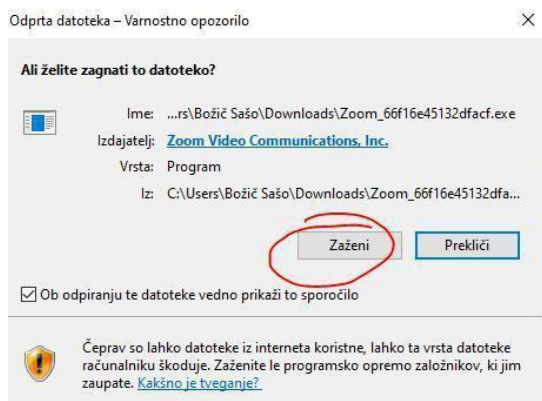 Odprta datoteka – Varnostno opozorilo
Ali želite zagnati to datoteko?
Ime: ...rs\Božič Sašo\Downloads\Zoom_66f16e45132dfacf.exe
Izdajatelj: Zoom Video Communications, Inc.
Vrsta: Program
Iz: C:\Users\Božič Sašo\Downloads\Zoom_66f16e45132dfa...
Zaženi Prekliči
Ob odpiranju te datoteke vedno prikaži to sporočilo
Čeprav so lahko datoteke iz interneta koristne, lahko ta vrsta datoteke
računalniku škoduje. Zaženite le programsko opremo založnikov, ki jim
zaupate. Kakšno je tveganje?